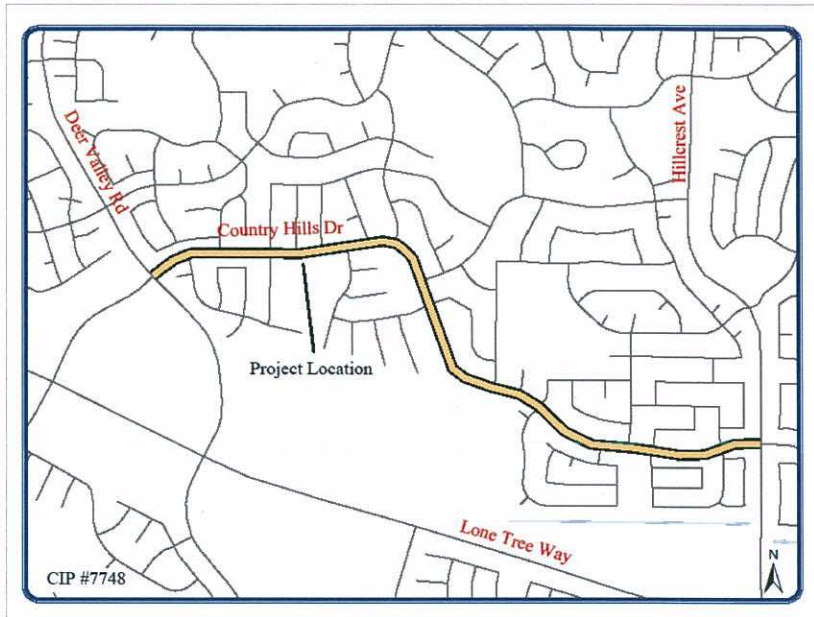 Deer Valley Rd
Hillcrest Ave
Country Hills Dr
Project Location
Lone Tree Way
CIP #7748
N